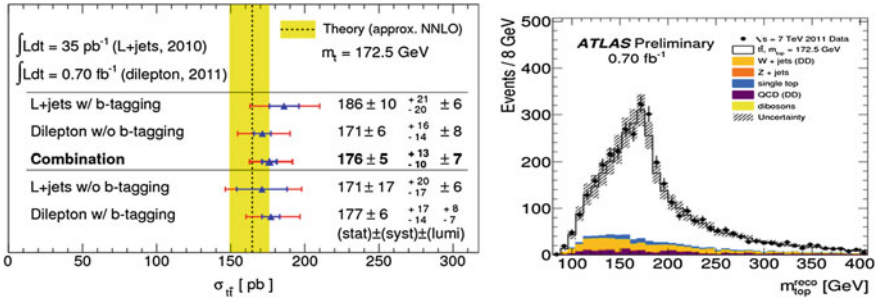 Theory (approx. NNLO)
m_t = 172.5 GeV
∫Ldt = 35 pb⁻¹ (L+jets, 2010)
∫Ldt = 0.70 fb⁻¹ (dilepton, 2011)
L+jets w/ b-tagging 186 ± 10 +21 -20 ± 6
Dilepton w/o b-tagging 171 ± 6 +16 -14 ± 8
Combination 176 ± 5 +13 -10 ± 7
L+jets w/o b-tagging 171 ± 17 +20 -17 ± 6
Dilepton w/ b-tagging 177 ± 6 +17 -14 +8 -7
(stat)±(syst)±(lumi)
0 50 100 150 200 250 300
σ_tt̄ [ pb ]
Events / 8 GeV
500
400
300
200
100
0
ATLAS Preliminary
0.70 fb⁻¹
√s = 7 TeV 2011 Data
tt̄, m_top = 172.5 GeV
W + jets (DD)
Z + jets
single top
QCD (DD)
dibosons
Uncertainty
100 150 200 250 300 350 400
m_top^reco [GeV]